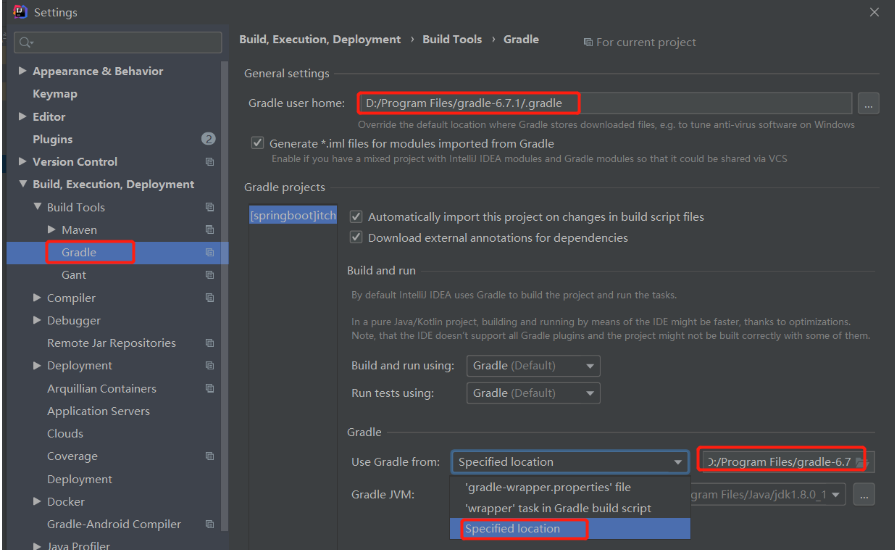 Settings
Appearance & Behavior
Keymap
Editor
Plugins
2
Version Control
Build, Execution, Deployment
Build Tools
Maven
Gradle
Gant
Compiler
Debugger
Remote Jar Repositories
Deployment
Arquillian Containers
Application Servers
Clouds
Coverage
Deployment
Docker
Gradle-Android Compiler
Java Profiler
Build, Execution, Deployment › Build Tools › Gradle
For current project
General settings
Gradle user home: D:/Program Files/gradle-6.7.1/.gradle ...
Override the default location where Gradle stores downloaded files, e.g. to tune anti-virus software on Windows
Generate *.iml files for modules imported from Gradle
Enable if you have a mixed project with IntelliJ IDEA modules and Gradle modules so that it could be shared via VCS
Gradle projects
[springboot]itch
Automatically import this project on changes in build script files
Download external annotations for dependencies
Build and run
By default IntelliJ IDEA uses Gradle to build the project and run the tasks.
In a pure Java/Kotlin project, building and running by means of the IDE might be faster, thanks to optimizations.
Note, that the IDE doesn't support all Gradle plugins and the project might not be built correctly with some of them.
Build and run using: Gradle (Default)
Run tests using: Gradle (Default)
Gradle
Use Gradle from: Specified location D:/Program Files/gradle-6.7
'gradle-wrapper.properties' file
Gradle JVM: gram Files/Java/jdk1.8.0_1 ...
'wrapper' task in Gradle build script
Specified location